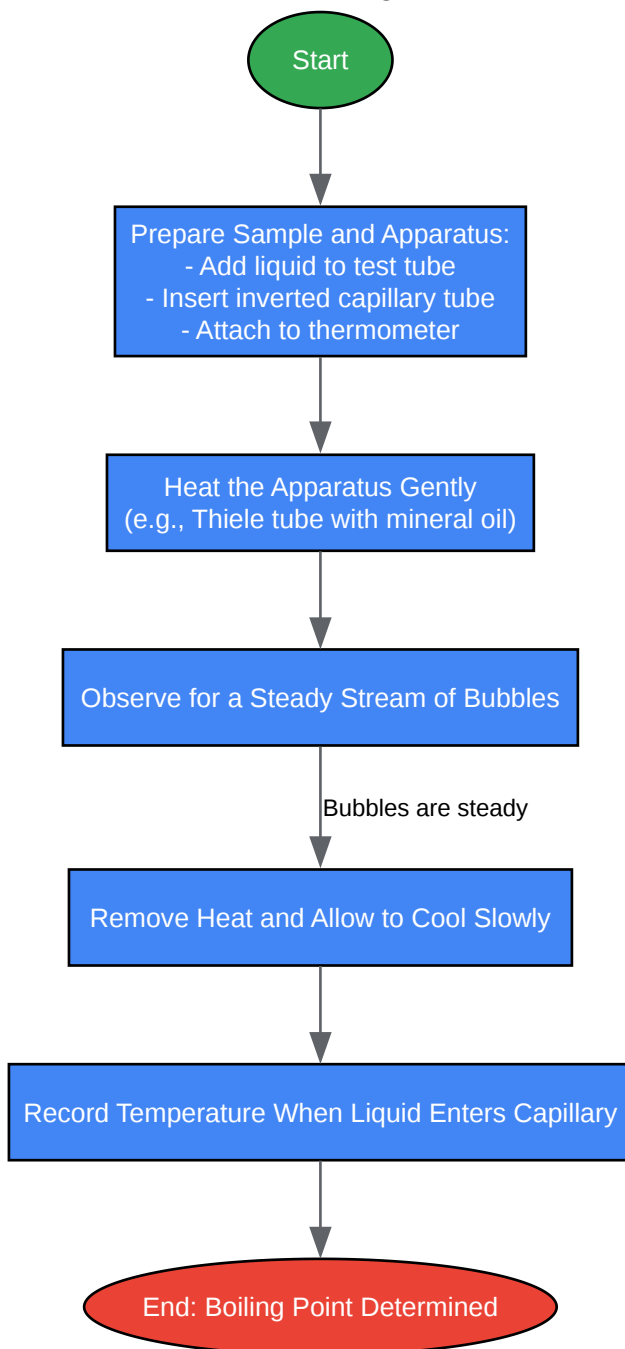 Start
Prepare Sample and Apparatus:
- Add liquid to test tube
- Insert inverted capillary tube
- Attach to thermometer
Heat the Apparatus Gently
(e.g., Thiele tube with mineral oil)
Observe for a Steady Stream of Bubbles
Bubbles are steady
Remove Heat and Allow to Cool Slowly
Record Temperature When Liquid Enters Capillary
End: Boiling Point Determined